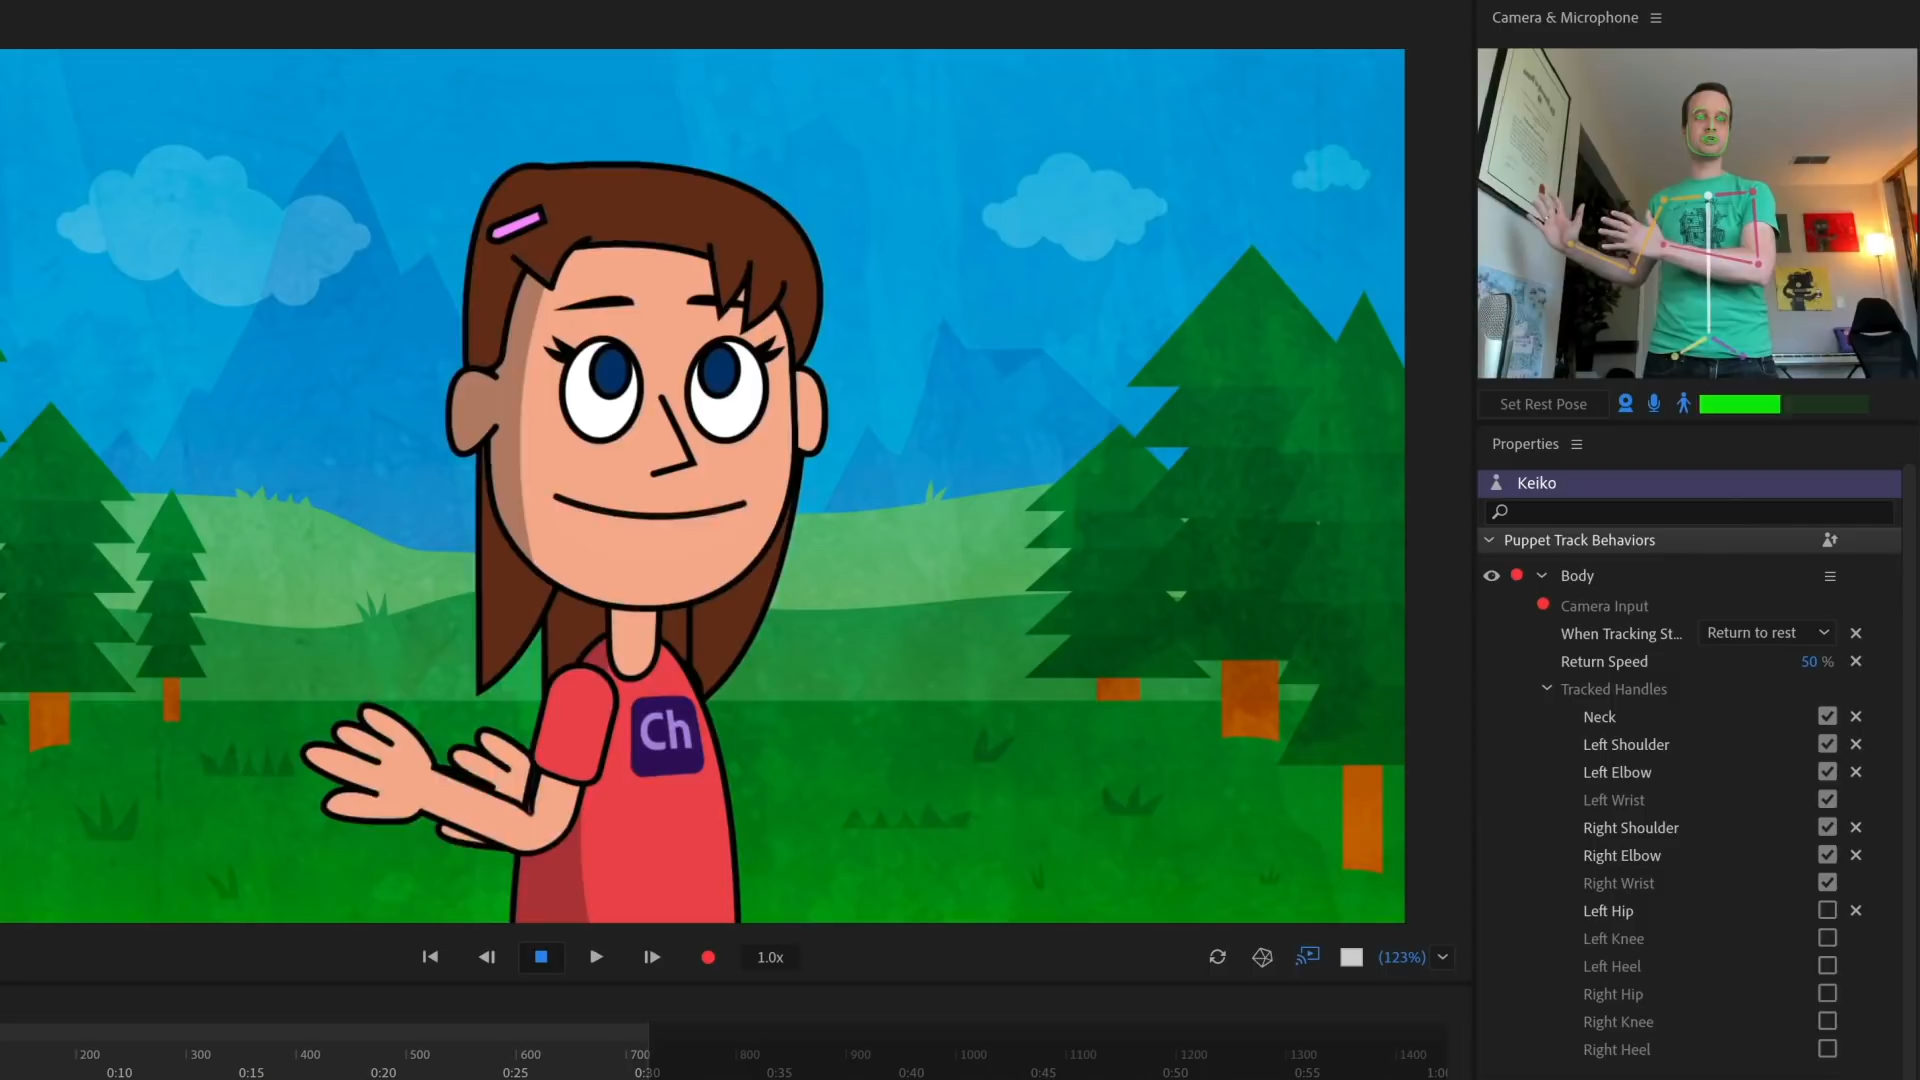 Camera & Microphone
Ch
Set Rest Pose
Properties
Keiko
Puppet Track Behaviors
Body
Camera Input
When Tracking St... Return to rest
Return Speed 50 %
Tracked Handles
Neck
Left Shoulder
Left Elbow
Left Wrist
Right Shoulder
Right Elbow
Right Wrist
Left Hip
Left Knee
Left Heel
Right Hip
Right Knee
Right Heel
1.0x (123%)
200 300 400 500 600 700 800 900 1000 1100 1200 1300 1400
0:10 0:15 0:20 0:25 0:30 0:35 0:40 0:45 0:50 0:55